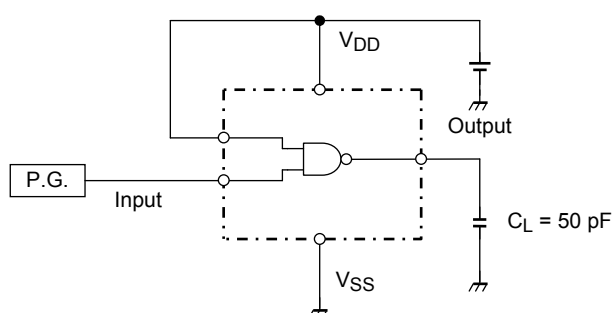 VDD
Output
P.G.
Input
CL = 50 pF
VSS